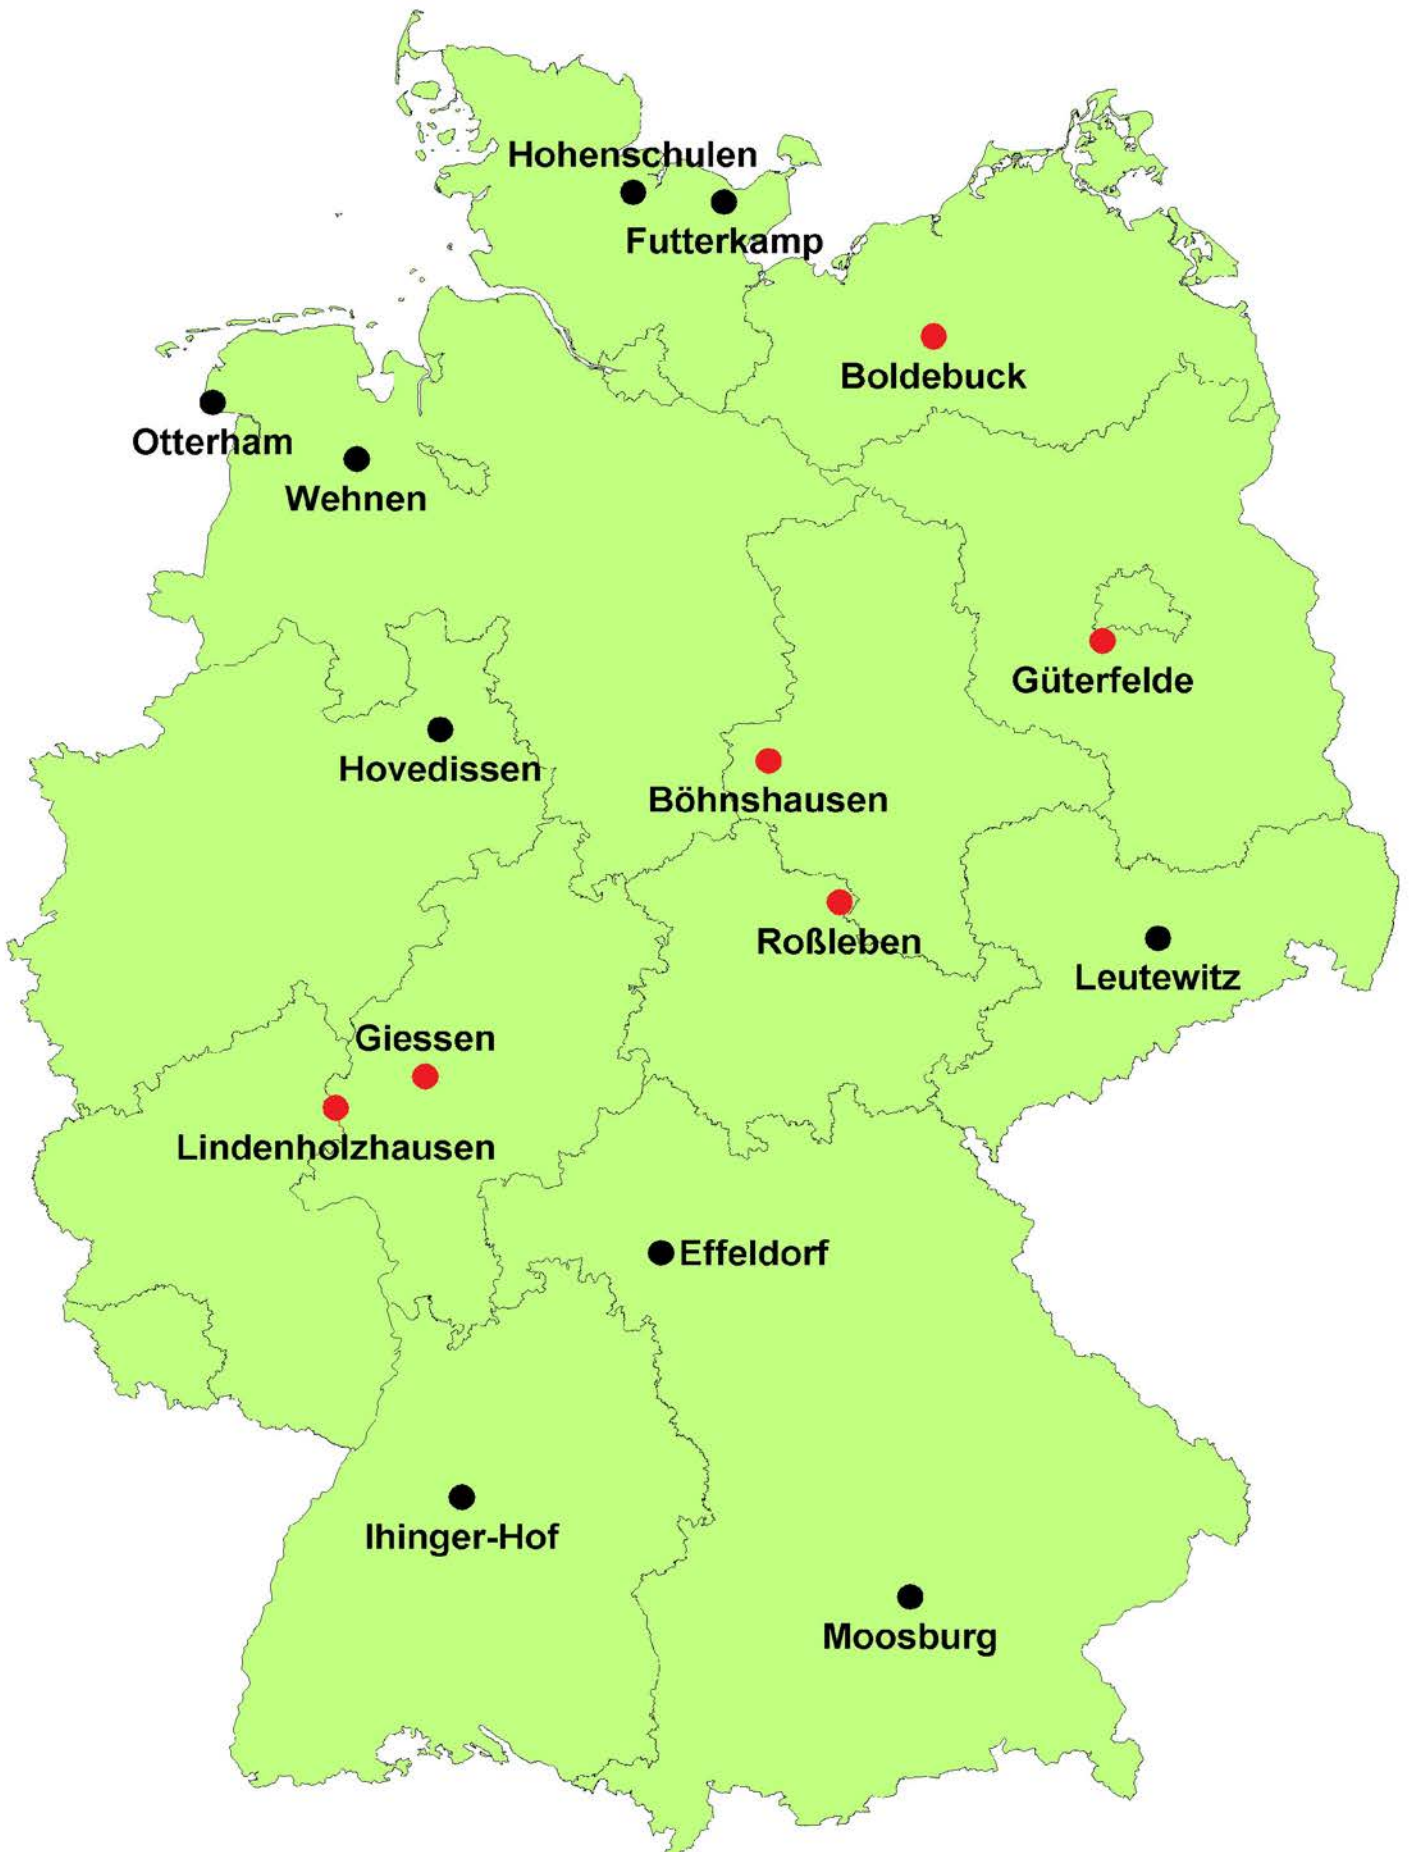 Hohenschulen
Futterkamp
Boldebuck
Otterham
Wehnen
Güterfelde
Hovedissen
Böhnshausen
Roßleben
Leutewitz
Giessen
Lindenholzhausen
Effeldorf
Ihinger-Hof
Moosburg